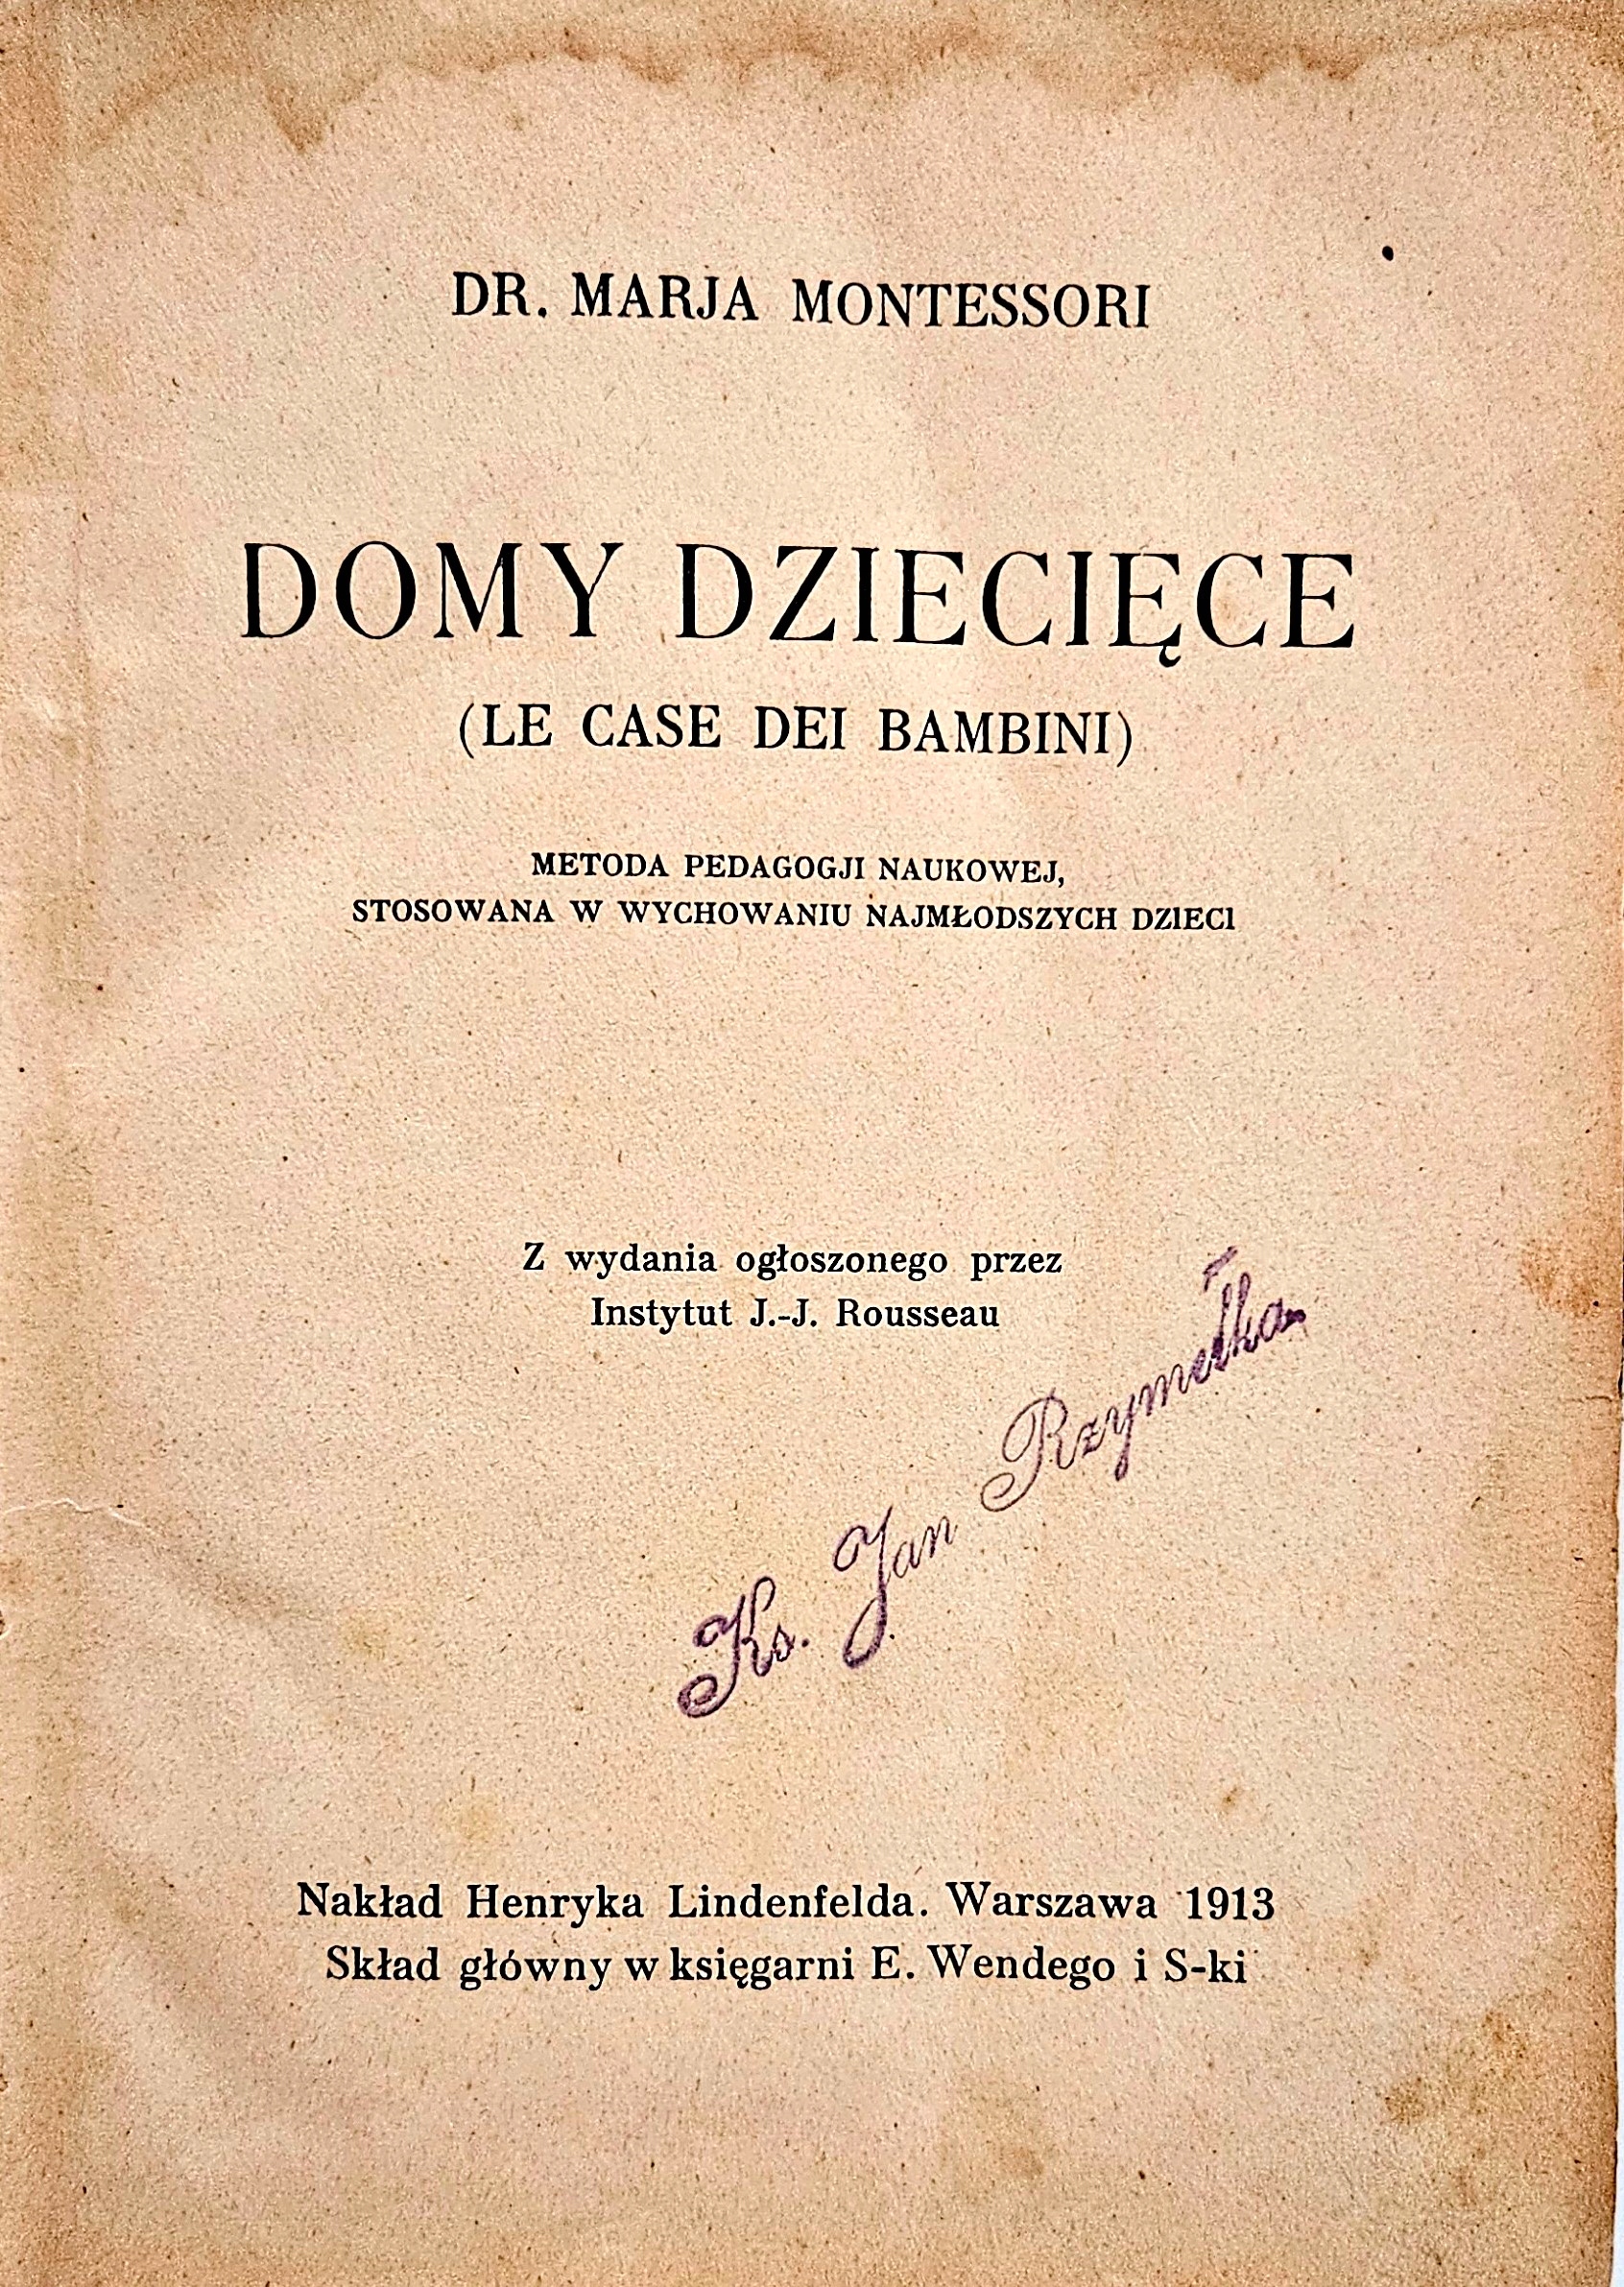 DR. MARJA MONTESSORI
DOMY DZIECIĘCE
(LE CASE DEI BAMBINI)
METODA PEDAGOGJI NAUKOWEJ,
STOSOWANA W WYCHOWANIU NAJMŁODSZYCH DZIECI
Z wydania ogłoszonego przez
Instytut J.-J. Rousseau
Ks. Jan Rzymełka
Nakład Henryka Lindenfelda. Warszawa 1913
Skład główny w księgarni E. Wendego i S-ki